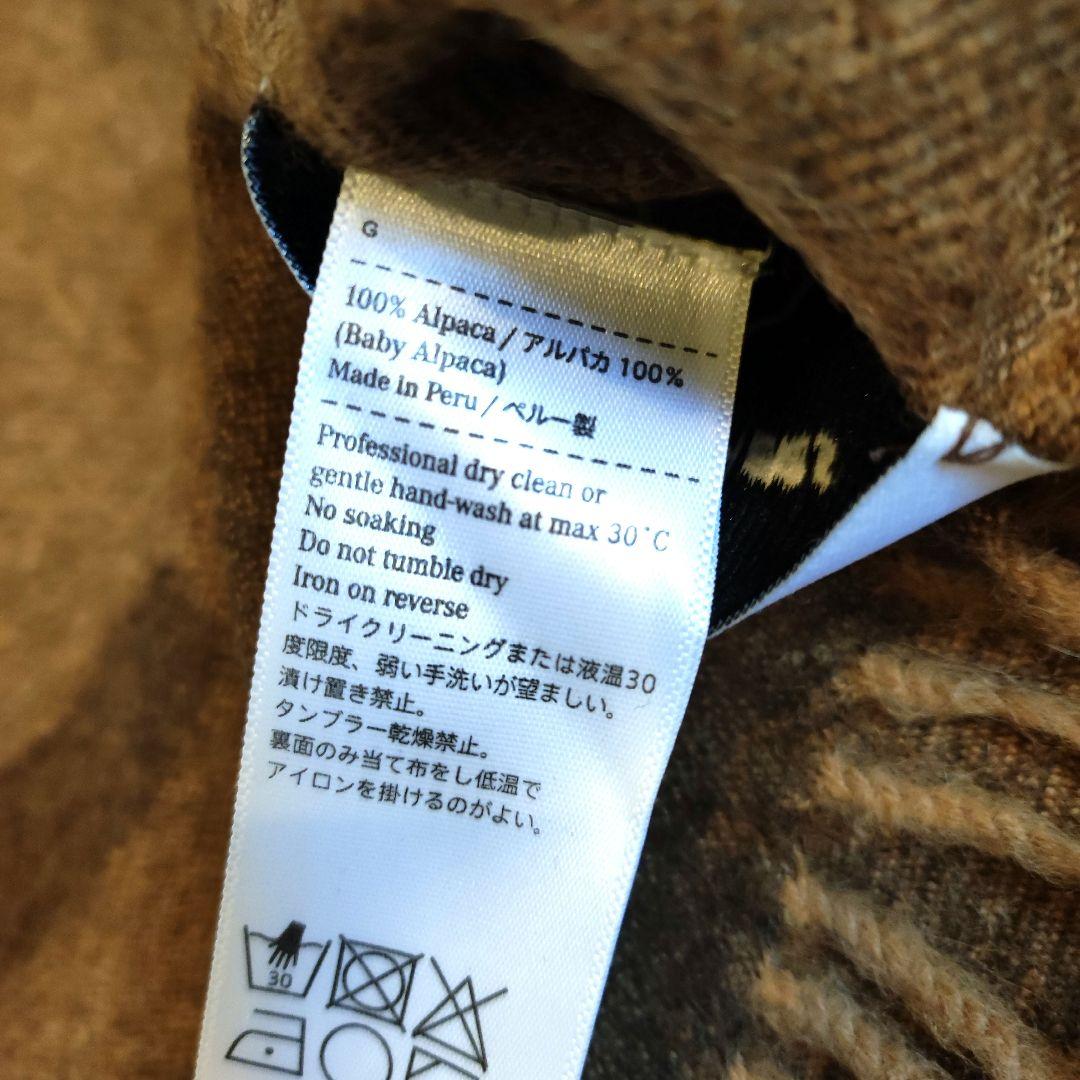 G
100% Alpaca / アルパカ 100%
(Baby Alpaca)
Made in Peru / ペルー製
Professional dry clean or
gentle hand-wash at max 30°C
No soaking
Do not tumble dry
Iron on reverse
ドライクリーニングまたは液温30
度限度、弱い手洗いが望ましい。
漬け置き禁止。
タンブラー乾燥禁止。
裏面のみ当て布をし低温で
アイロンを掛けるのがよい。
30